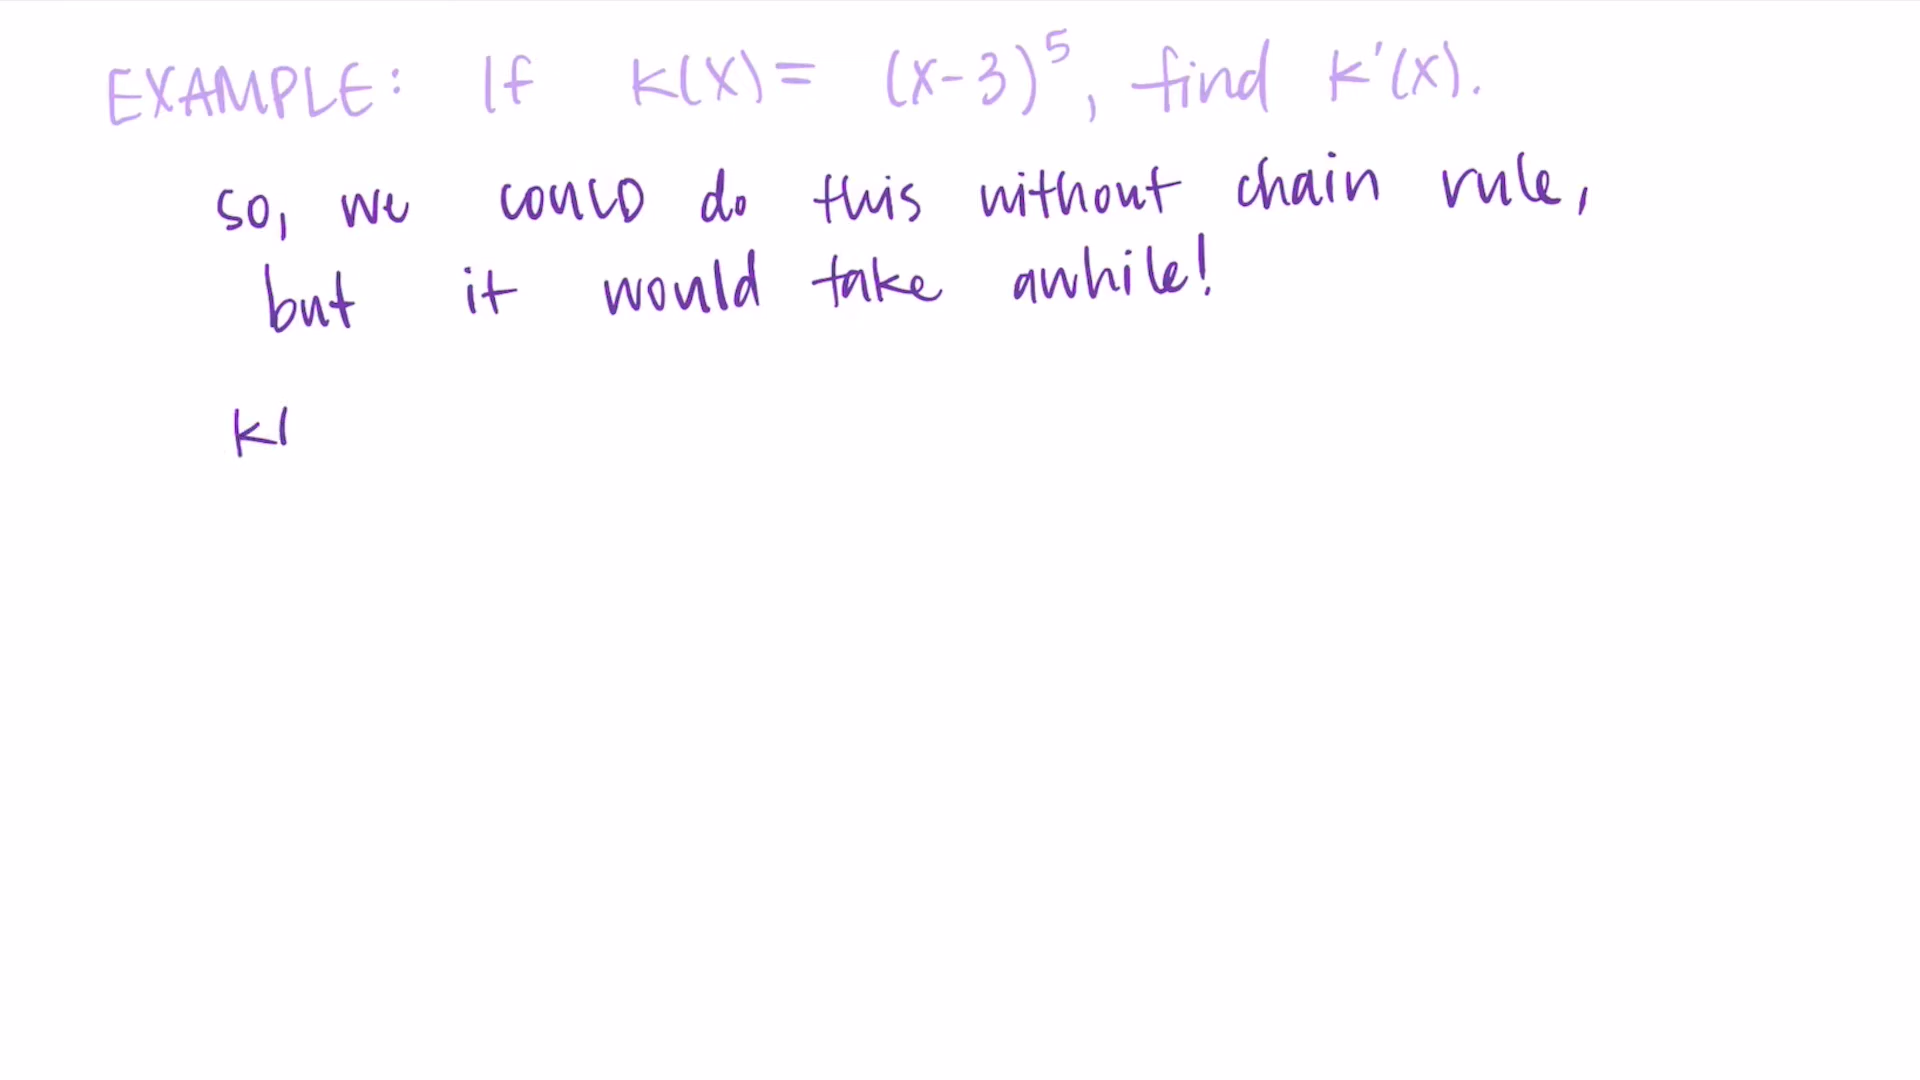 EXAMPLE: If k(x) = (x-3)⁵, find k'(x).
so, we could do this without chain rule,
but it would take awhile!
k(